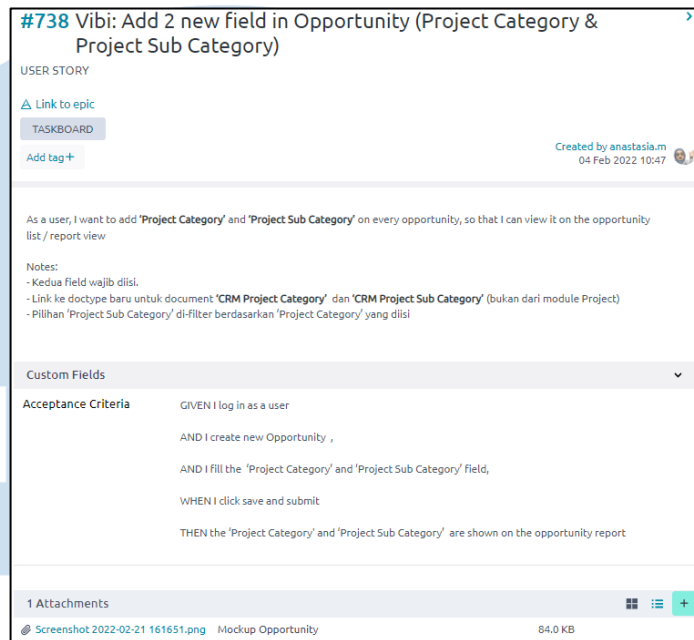 #738 Vibi: Add 2 new field in Opportunity (Project Category &
Project Sub Category)
USER STORY
Link to epic
TASKBOARD
Add tag+
Created by anastasia.m
04 Feb 2022 10:47
As a user, I want to add 'Project Category' and 'Project Sub Category' on every opportunity, so that I can view it on the opportunity
list / report view
Notes:
- Kedua field wajib diisi.
- Link ke doctype baru untuk document 'CRM Project Category' dan 'CRM Project Sub Category' (bukan dari module Project)
- Pilihan 'Project Sub Category' di-filter berdasarkan 'Project Category' yang diisi
Custom Fields
Acceptance Criteria
GIVEN I log in as a user
AND I create new Opportunity ,
AND I fill the 'Project Category' and 'Project Sub Category' field,
WHEN I click save and submit
THEN the 'Project Category' and 'Project Sub Category' are shown on the opportunity report
1 Attachments
Screenshot 2022-02-21 161651.png Mockup Opportunity 84.0 KB